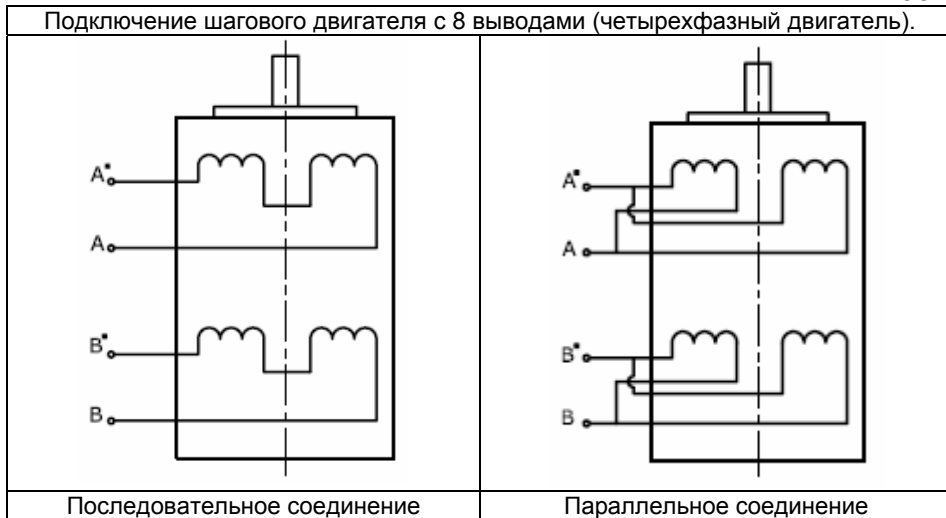 Подключение шагового двигателя с 8 выводами (четырехфазный двигатель).
A
A
B
B
A
A
B
B
Последовательное соединение
Параллельное соединение